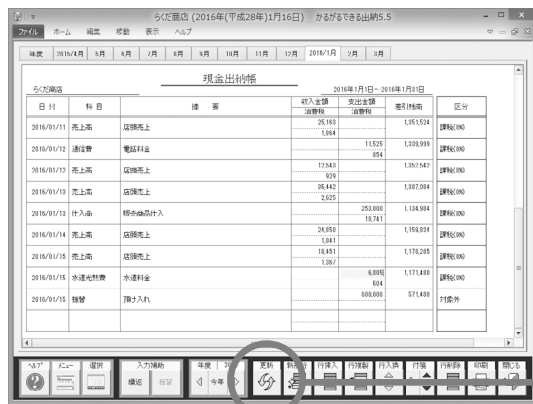 らくだ商店 (2016年(平成28年)1月16日) かるがるできる出納5.5
ファイル ホーム 編集 移動 表示 ヘルプ
年度 2015/4月 5月 6月 7月 8月 9月 10月 11月 12月 2016/1月 2月 3月
現金出納帳
らくだ商店 2016年1月1日～2016年1月31日
日 付 科 目 摘 要 収入金額 支出金額 差引残高 区分
消費税 消費税
2016/01/11 売上高 店頭売上 25,163 1,351,524 課税(8%)
1,864
2016/01/12 通信費 電話料金 11,525 1,339,999 課税(8%)
854
2016/01/12 売上高 店頭売上 12,543 1,352,542 課税(8%)
929
2016/01/13 売上高 店頭売上 35,442 1,387,984 課税(8%)
2,625
2016/01/13 仕入高 販売商品仕入 253,000 1,134,984 課税(8%)
18,741
2016/01/14 売上高 店頭売上 24,850 1,159,834 課税(8%)
1,841
2016/01/15 売上高 店頭売上 18,451 1,178,285 課税(8%)
1,367
2016/01/15 水道光熱費 水道料金 6,805 1,171,480 課税(8%)
504
2016/01/15 振替 預け入れ 600,000 571,480 対象外
ヘルプ メニュー 選択 入力補助 年度 更新 行挿入 行複製 行入換 付箋 行削除 印刷 閉じる
繰返 振替 今年